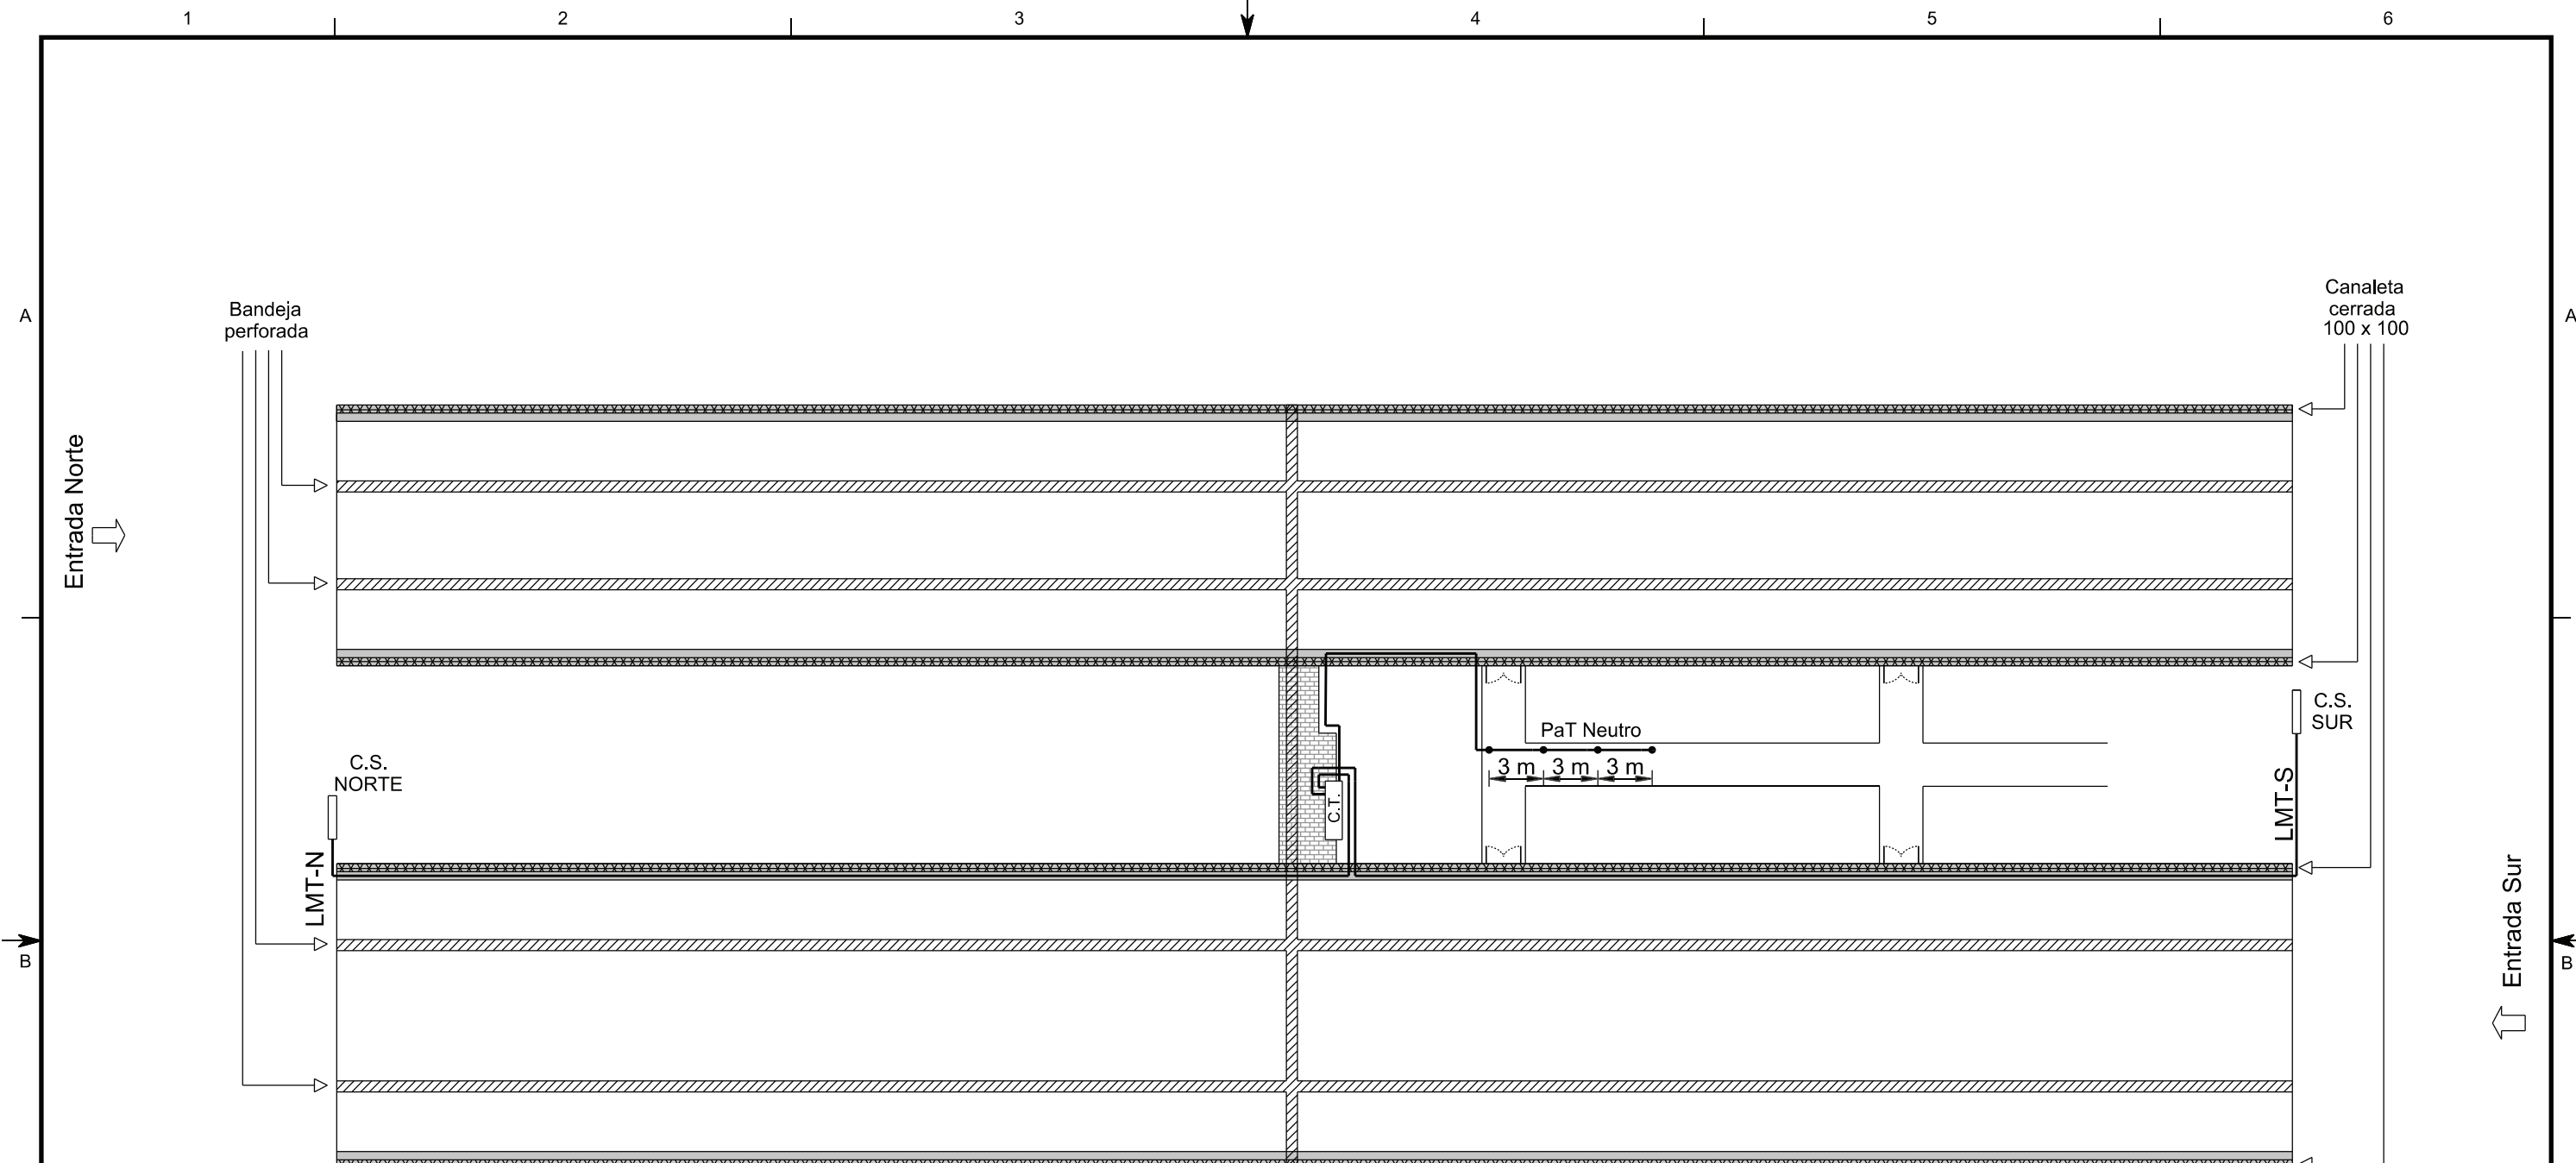 1
2
3
4
5
6
Canaleta
cerrada
100 x 100
Bandeja
perforada
A
A
Entrada Norte
C.S.
SUR
PaT Neutro
3 m
3 m
3 m
C.S.
NORTE
C.T.
LMT-S
LMT-N
Entrada Sur
B
B